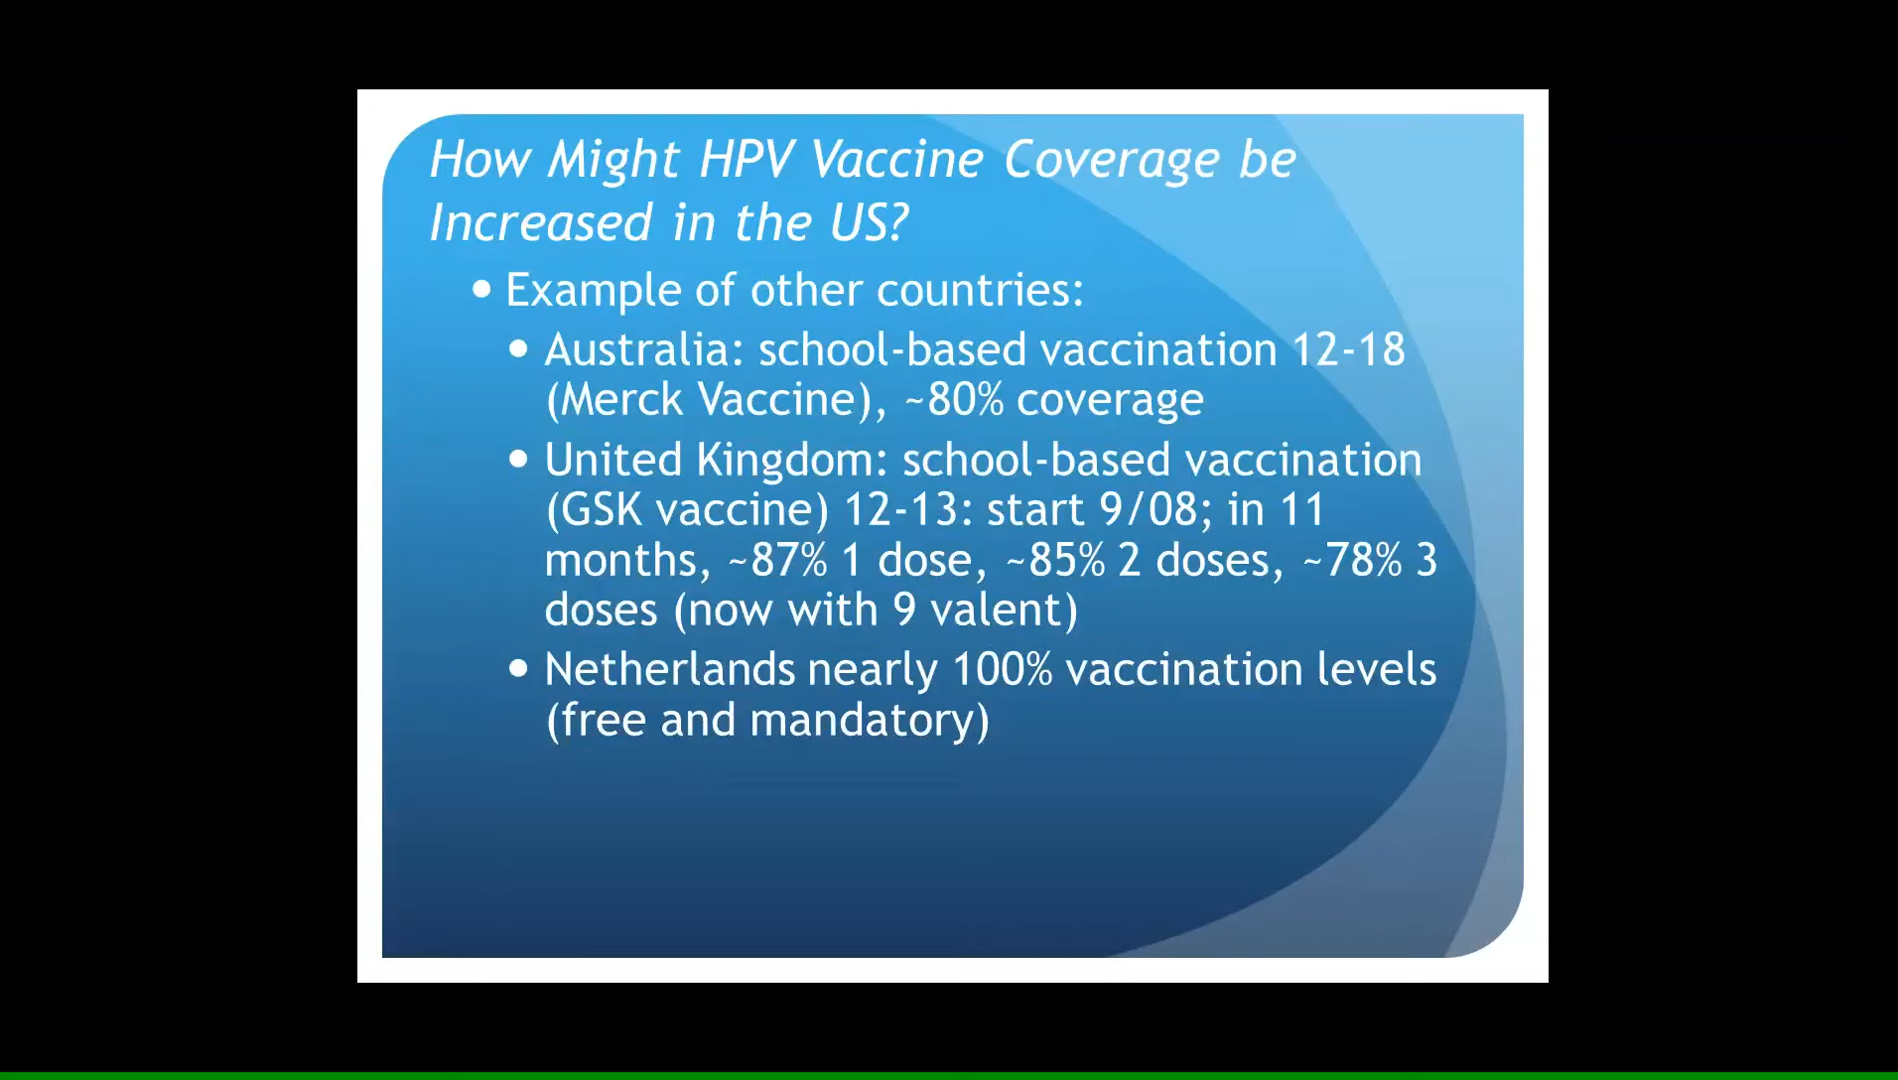 How Might HPV Vaccine Coverage be
Increased in the US?
• Example of other countries:
• Australia: school-based vaccination 12-18
(Merck Vaccine), ~80% coverage
• United Kingdom: school-based vaccination
(GSK vaccine) 12-13: start 9/08; in 11
months, ~87% 1 dose, ~85% 2 doses, ~78% 3
doses (now with 9 valent)
• Netherlands nearly 100% vaccination levels
(free and mandatory)